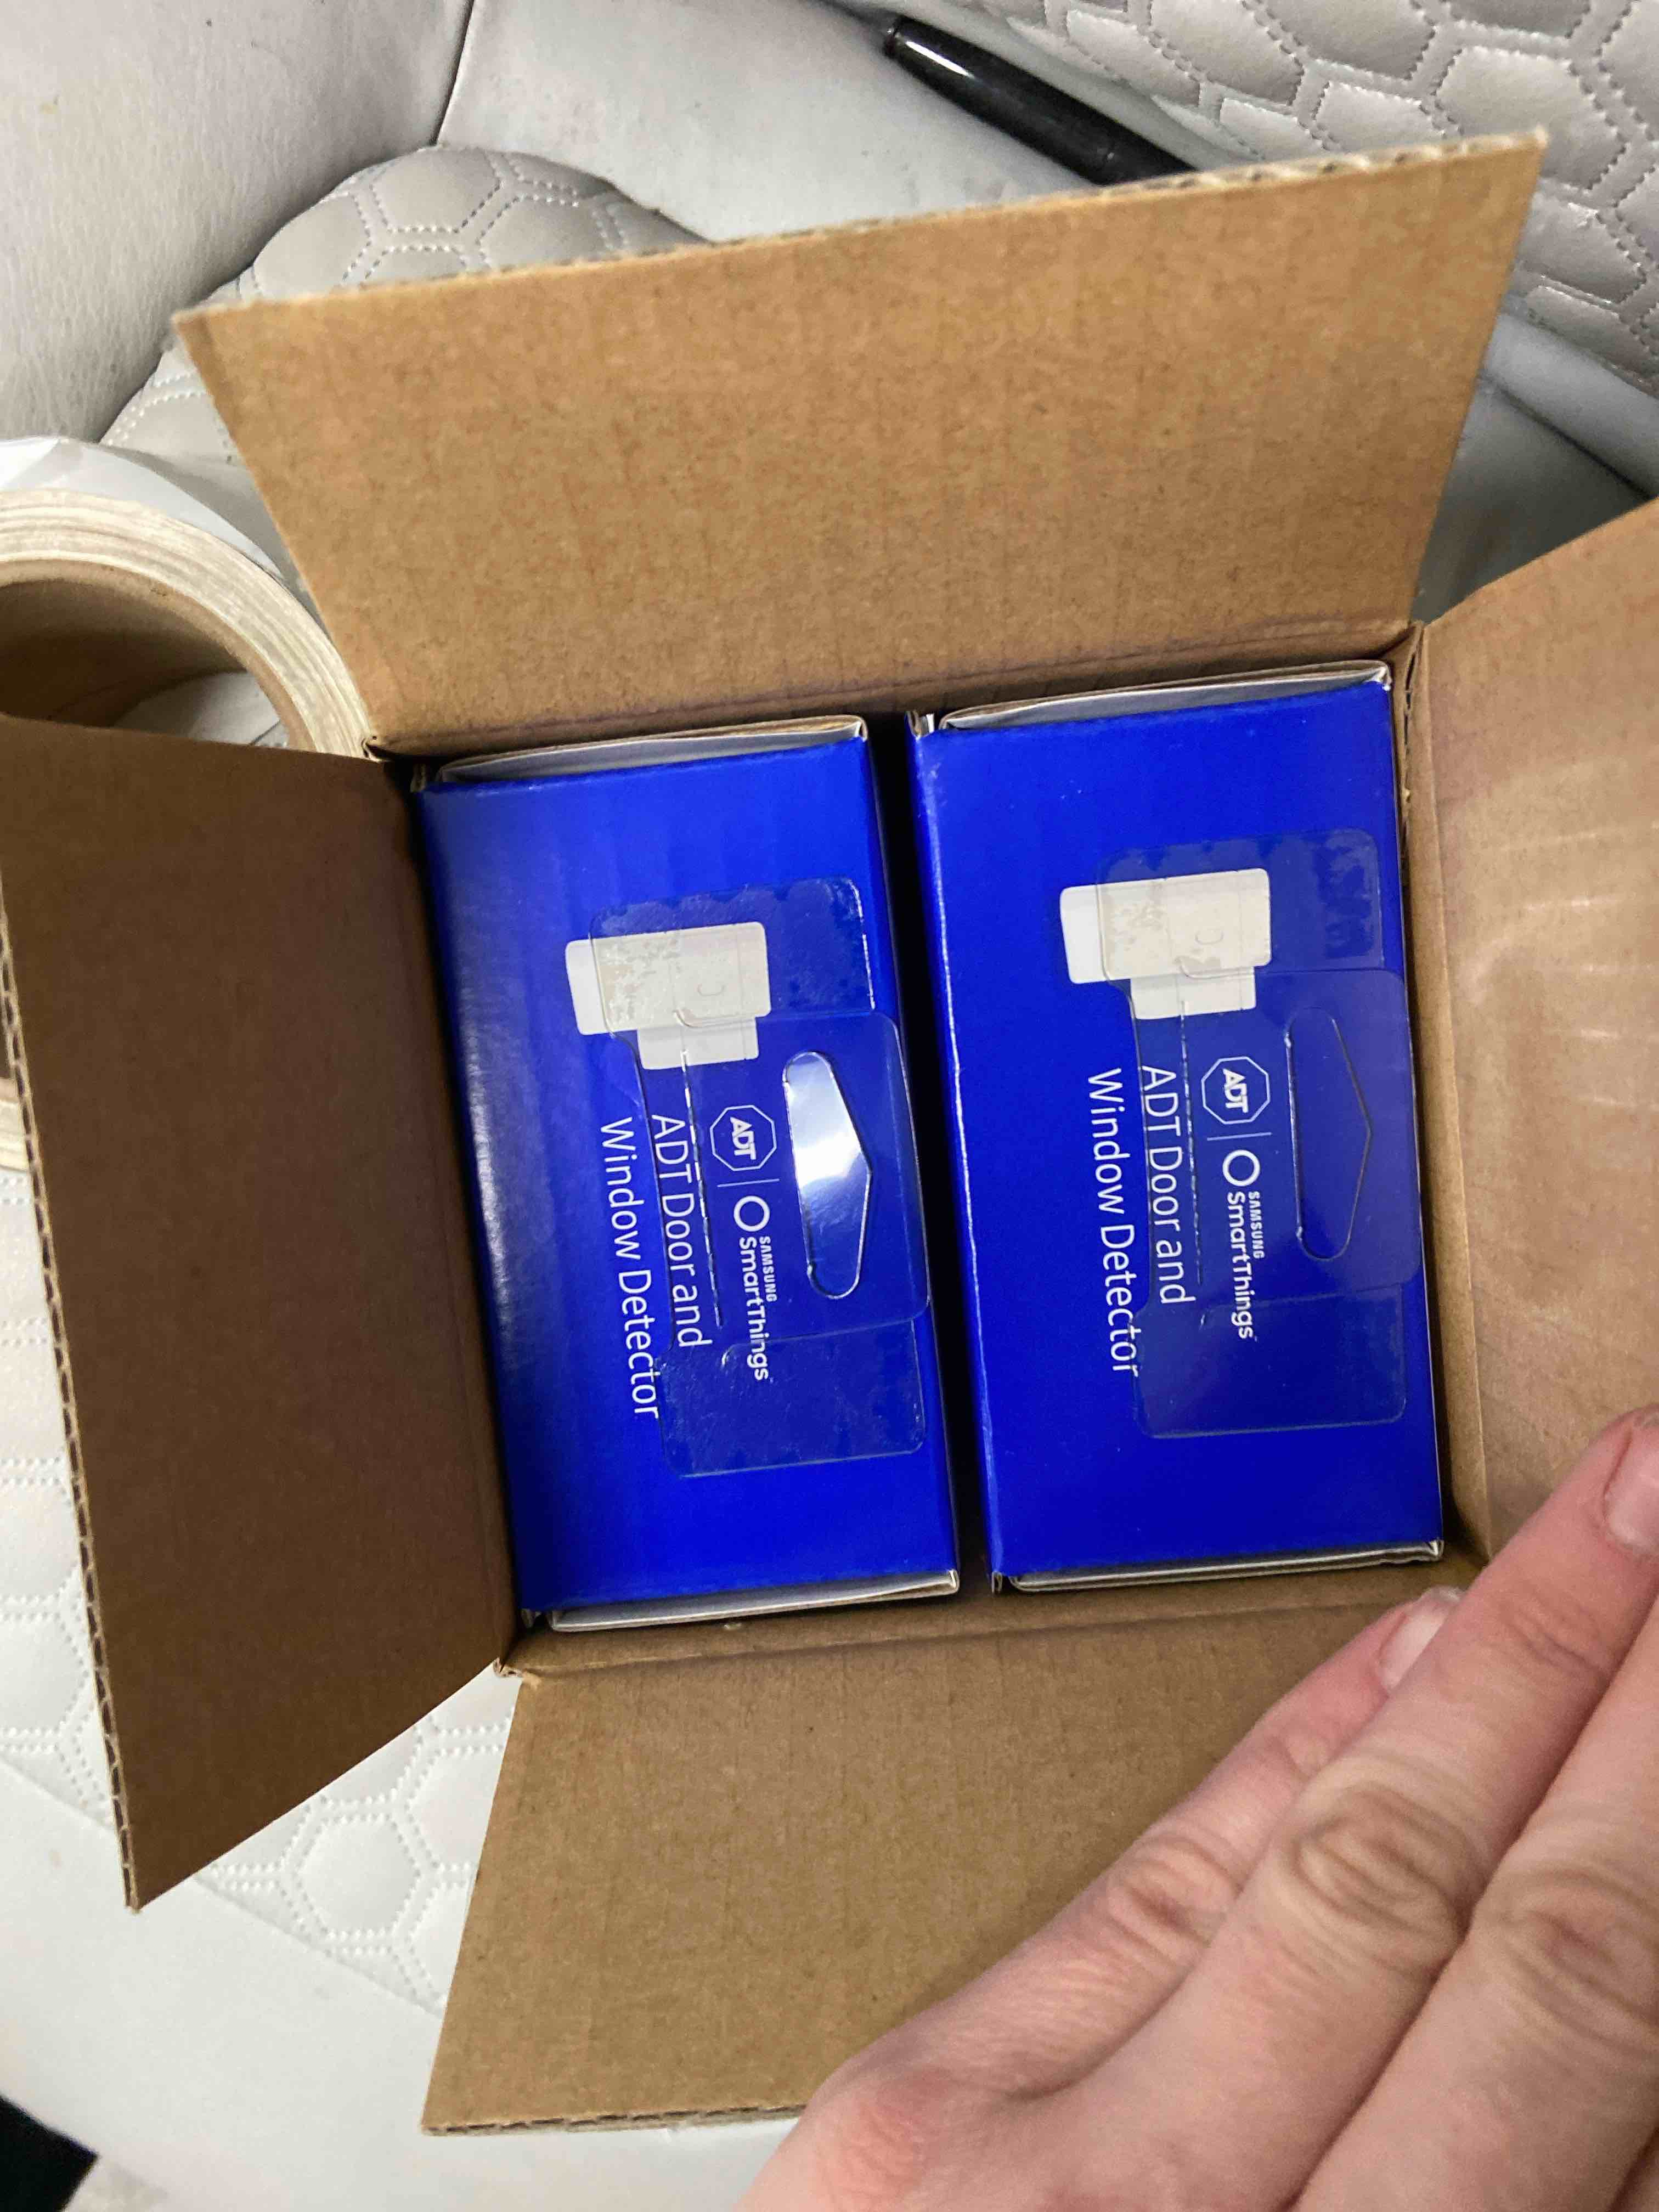 ADT
SAMSUNG
SmartThings
ADT Door and
Window Detector
ADT
SAMSUNG
SmartThings
ADT Door and
Window Detector